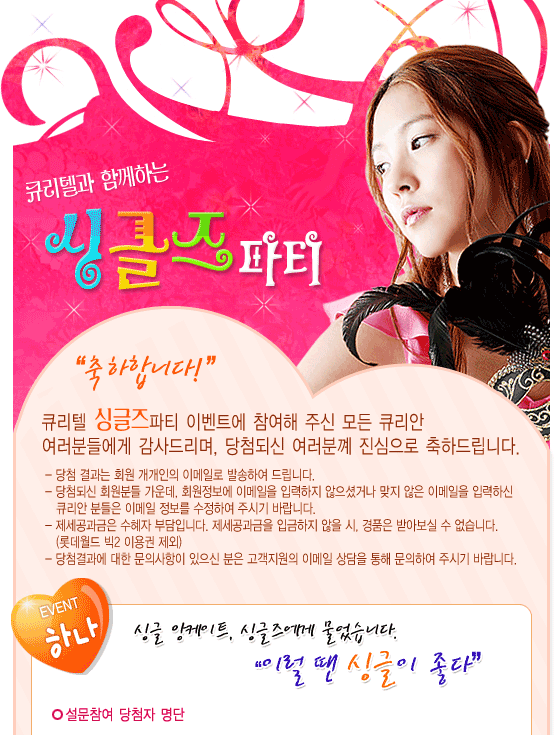 큐리텔과 함께하는
싱글즈 파티
“축하합니다!”
큐리텔 싱글즈파티 이벤트에 참여해 주신 모든 큐리안
여러분들에게 감사드리며, 당첨되신 여러분께 진심으로 축하드립니다.
– 당첨 결과는 회원 개개인의 이메일로 발송하여 드립니다.
– 당첨되신 회원분들 가운데, 회원정보에 이메일을 입력하지 않으셨거나 맞지 않은 이메일을 입력하신
큐리안 분들은 이메일 정보를 수정하여 주시기 바랍니다.
– 제세공과금은 수혜자 부담입니다. 제세공과금을 입금하지 않을 시, 경품은 받아보실 수 없습니다.
(롯데월드 빅2 이용권 제외)
– 당첨결과에 대한 문의사항이 있으신 분은 고객지원의 이메일 상담을 통해 문의하여 주시기 바랍니다.
EVENT
하나
싱글 앙케이트, 싱글즈에게 물었습니다.
“이럴 땐 싱글이 좋다”
설문참여 당첨자 명단